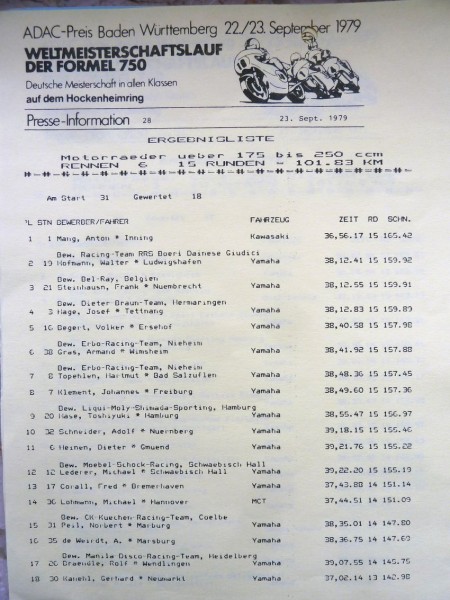 ADAC-Preis Baden Württemberg 22./23. September 1979
WELTMEISTERSCHAFTSLAUF
DER FORMEL 750
Deutsche Meisterschaft in allen Klassen
auf dem Hockenheimring
Presse-Information 28 23. Sept. 1979
ERGEBNISLISTE
Motorraeder ueber 175 bis 250 ccm
RENNEN 6 15 RUNDEN = 101.83 KM
Am Start 31 Gewertet 18
PL STN BEWERBER/FAHRER FAHRZEUG ZEIT RD SCHN.
1 1 Mang, Anton * Inning Kawasaki 36,56.17 15 165.42
Bew. Racing-Team RRS Boeri Dainese Giudici
2 19 Hofmann, Walter * Ludwigshafen Yamaha 38,12.41 15 159.92
Bew. Bel-Ray, Belgien
3 21 Steinhausn, Frank * Nuembrecht Yamaha 38,12.55 15 159.91
Bew. Dieter Braun-Team, Hermaringen
4 3 Hage, Josef * Tettnang Yamaha 38,12.83 15 159.89
5 16 Degert, Volker * Ersehof Yamaha 38,40.58 15 157.98
Bew. Erbo-Racing-Team, Nieheim
6 38 Gras, Armand * Wimsheim Yamaha 38,41.92 15 157.88
Bew. Erbo-Racing-Team, Nieheim
7 8 Topehlen, Hartmut * Bad Salzuflen Yamaha 38,48.36 15 157.45
8 7 Klement, Johannes * Freiburg Yamaha 38,49.60 15 157.36
Bew. Liqui-Moly-Shimada-Sporting, Hamburg
9 20 Hase, Toshiyuki * Hamburg Yamaha 38,55.47 15 156.97
10 32 Schneider, Adolf * Nuernberg Yamaha 39,18.15 15 155.46
11 6 Heinen, Dieter * Gmuend Yamaha 39,21.76 15 155.22
Bew. Moebel-Schock-Racing, Schwaebisch Hall
12 12 Lederer, Michael * Schwaebisch Hall Yamaha 39,22.20 15 155.19
13 17 Corall, Fred * Bremerhaven Yamaha 37,43.88 14 151.14
14 36 Lohmann, Michael * Hannover MCT 37,44.51 14 151.09
Bew. CK-Kuechen-Racing-Team, Coelbe
15 31 Peil, Norbert * Marburg Yamaha 38,35.01 14 147.80
16 35 de Weirdt, A. * Marsburg Yamaha 38,36.75 14 147.69
Bew. Manila Disco-Racing-Team, Heidelberg
17 26 Braendle, Rolf * Wendlingen Yamaha 39,07.55 14 145.75
18 30 Kanehl, Gerhard * Neumarkt Yamaha 37,02.14 13 142.98